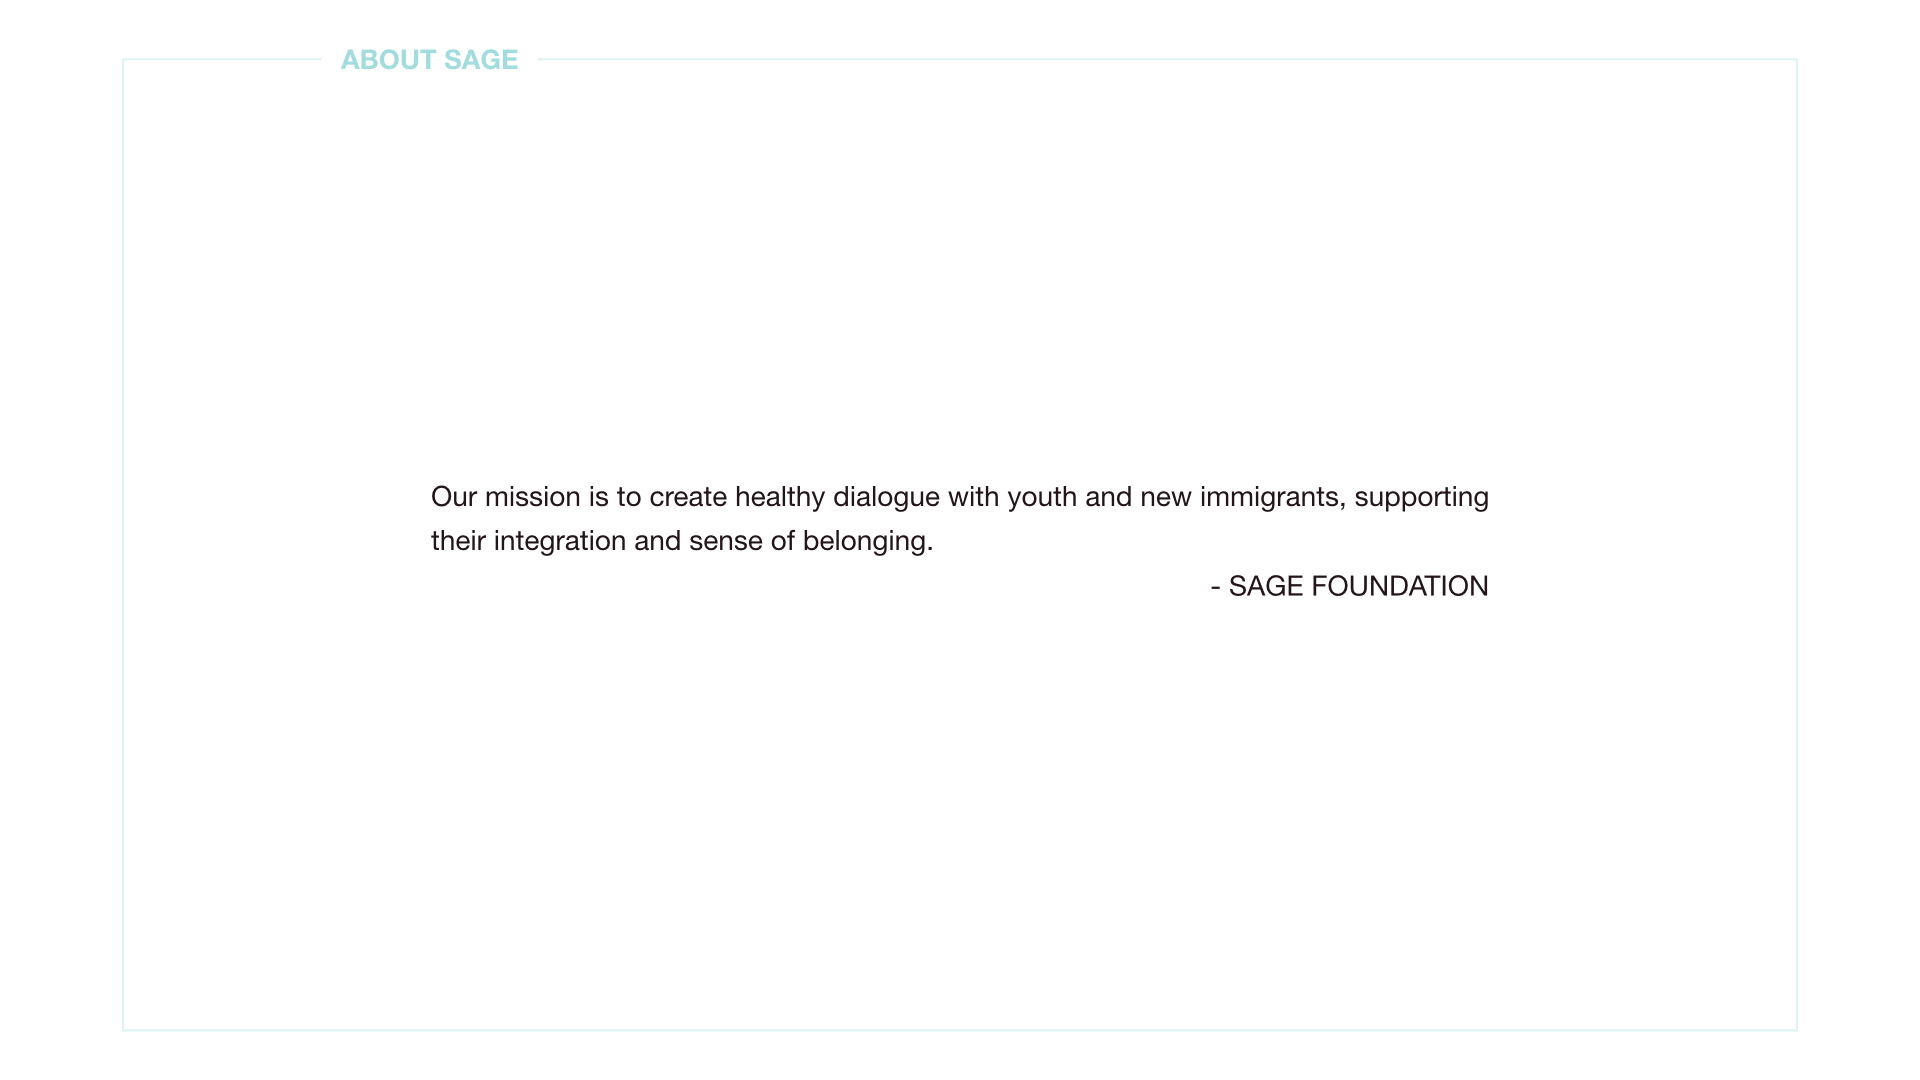 ABOUT SAGE
Our mission is to create healthy dialogue with youth and new immigrants, supporting
their integration and sense of belonging.
- SAGE FOUNDATION